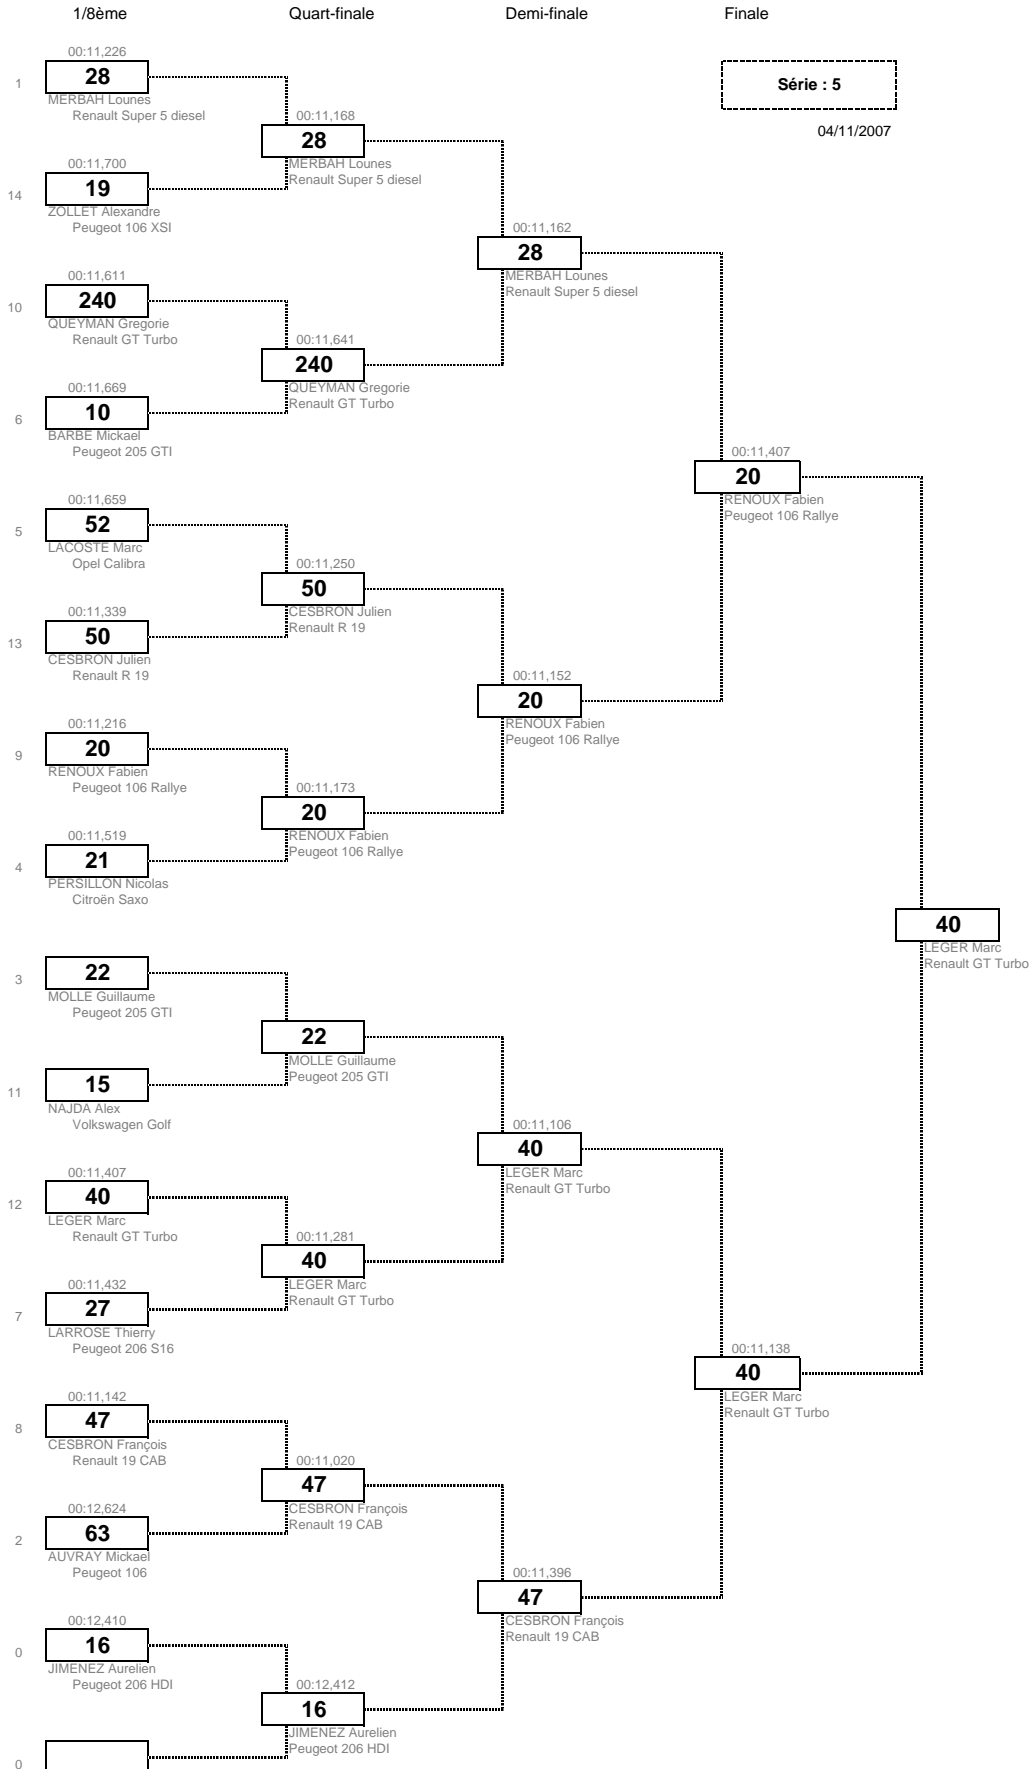 1/8ème
Quart-finale
Demi-finale
Finale
Série : 5
04/11/2007
00:11,226
1
28
MERBAH Lounes
Renault Super 5 diesel
00:11,168
28
MERBAH Lounes
Renault Super 5 diesel
00:11,700
14
19
ZOLLET Alexandre
Peugeot 106 XSI
00:11,162
28
MERBAH Lounes
Renault Super 5 diesel
00:11,611
10
240
QUEYMAN Gregorie
Renault GT Turbo
00:11,641
240
QUEYMAN Gregorie
Renault GT Turbo
00:11,669
6
10
BARBE Mickael
Peugeot 205 GTI
00:11,407
20
RENOUX Fabien
Peugeot 106 Rallye
00:11,659
5
52
LACOSTE Marc
Opel Calibra
00:11,250
50
CESBRON Julien
Renault R 19
00:11,339
13
50
CESBRON Julien
Renault R 19
00:11,152
20
RENOUX Fabien
Peugeot 106 Rallye
00:11,216
9
20
RENOUX Fabien
Peugeot 106 Rallye
00:11,173
20
RENOUX Fabien
Peugeot 106 Rallye
00:11,519
4
21
PERSILLON Nicolas
Citroën Saxo
40
LEGER Marc
Renault GT Turbo
3
22
MOLLE Guillaume
Peugeot 205 GTI
22
MOLLE Guillaume
Peugeot 205 GTI
11
15
NAJDA Alex
Volkswagen Golf
00:11,106
40
LEGER Marc
Renault GT Turbo
00:11,407
12
40
LEGER Marc
Renault GT Turbo
00:11,281
40
LEGER Marc
Renault GT Turbo
00:11,432
7
27
LARROSE Thierry
Peugeot 206 S16
00:11,138
40
LEGER Marc
Renault GT Turbo
00:11,142
8
47
CESBRON François
Renault 19 CAB
00:11,020
47
CESBRON François
Renault 19 CAB
00:12,624
2
63
AUVRAY Mickael
Peugeot 106
00:11,396
47
CESBRON François
Renault 19 CAB
00:12,410
0
16
JIMENEZ Aurelien
Peugeot 206 HDI
00:12,412
16
JIMENEZ Aurelien
Peugeot 206 HDI
0